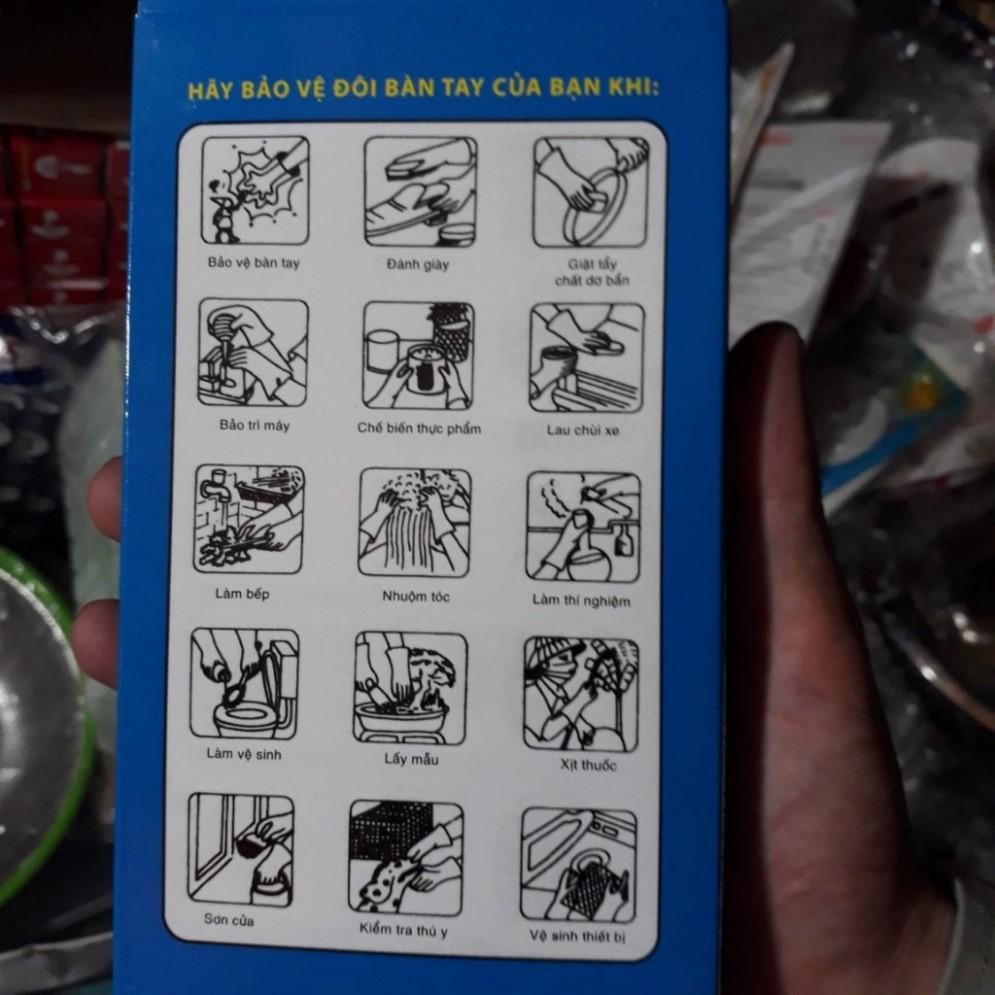 HÃY BẢO VỆ ĐÔI BÀN TAY CỦA BẠN KHI:
Bảo vệ bàn tay
Đánh giày
Giặt tẩy
chất dơ bẩn
Bảo trì máy
Chế biến thực phẩm
Lau chùi xe
Làm bếp
Nhuộm tóc
Làm thí nghiệm
Làm vệ sinh
Lấy mẫu
Xịt thuốc
Sơn cửa
Kiểm tra thú y
Vệ sinh thiết bị